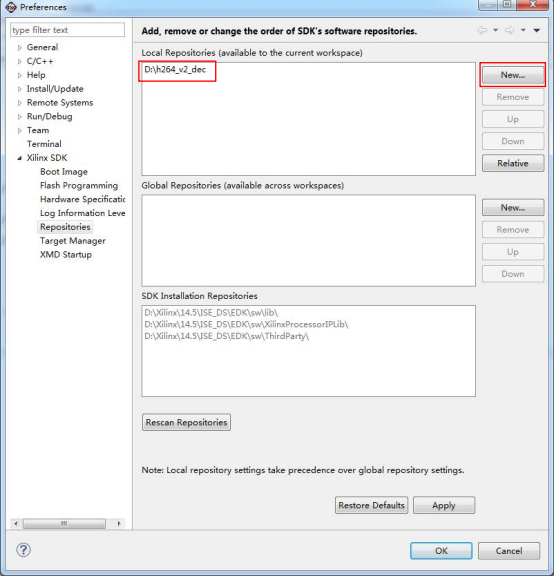 Preferences
type filter text
Add, remove or change the order of SDK's software repositories.
General
C/C++
Help
Install/Update
Remote Systems
Run/Debug
Team
Terminal
Xilinx SDK
Boot Image
Flash Programming
Hardware Specificatic
Log Information Leve
Repositories
Target Manager
XMD Startup
Local Repositories (available to the current workspace)
D:\h264_v2_dec
New...
Remove
Up
Down
Relative
Global Repositories (available across workspaces)
New...
Remove
Up
Down
SDK Installation Repositories
D:\Xilinx\14.5\ISE_DS\EDK\sw\lib\
D:\Xilinx\14.5\ISE_DS\EDK\sw\XilinxProcessorIPLib\
D:\Xilinx\14.5\ISE_DS\EDK\sw\ThirdParty\
Rescan Repositories
Note: Local repository settings take precedence over global repository settings.
Restore Defaults
Apply
OK
Cancel